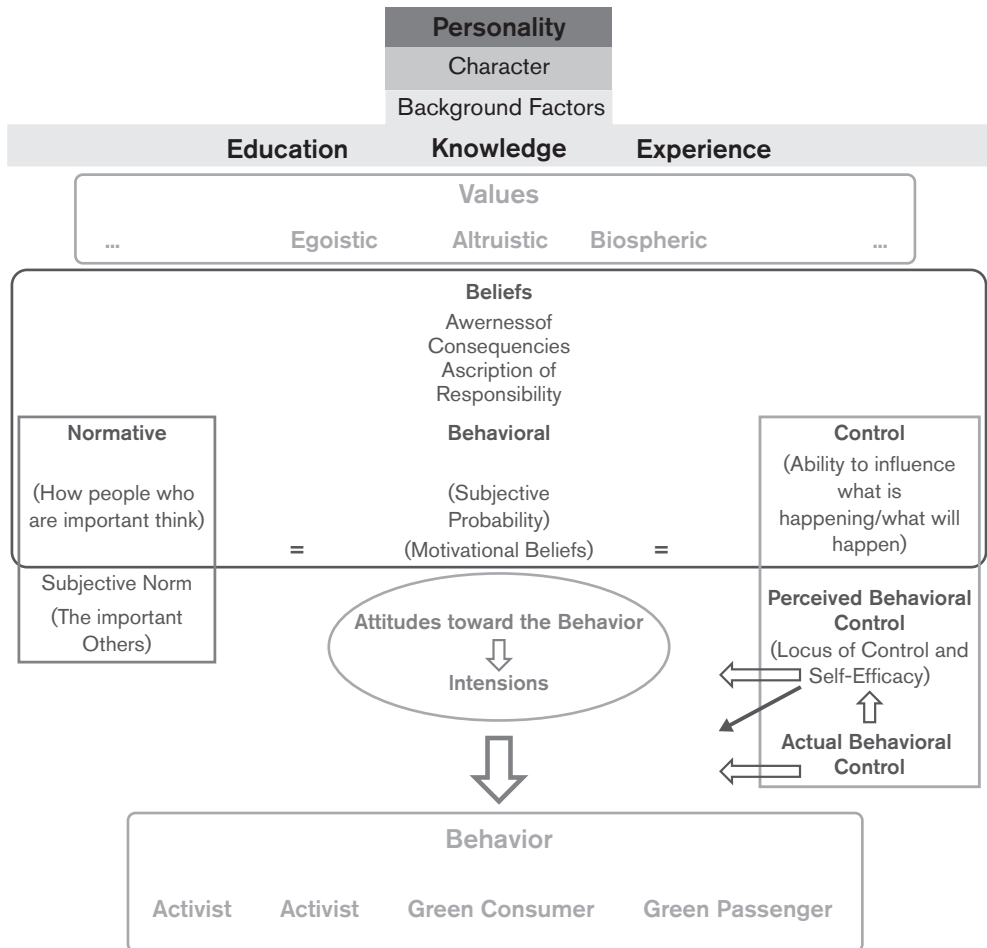 Personality
Character
Background Factors
Education Knowledge Experience
Values
... Egoistic Altruistic Biospheric ...
Beliefs
Awernessof
Consequencies
Ascription of
Responsibility
Normative
(How people who
are important think)
Subjective Norm
(The important
Others)
=
Behavioral
(Subjective
Probability)
(Motivational Beliefs)
=
Control
(Ability to influence
what is
happening/what will
happen)
Perceived Behavioral
Control
(Locus of Control and
Self-Efficacy)
Actual Behavioral
Control
Attitudes toward the Behavior
Intensions
Behavior
Activist Activist Green Consumer Green Passenger